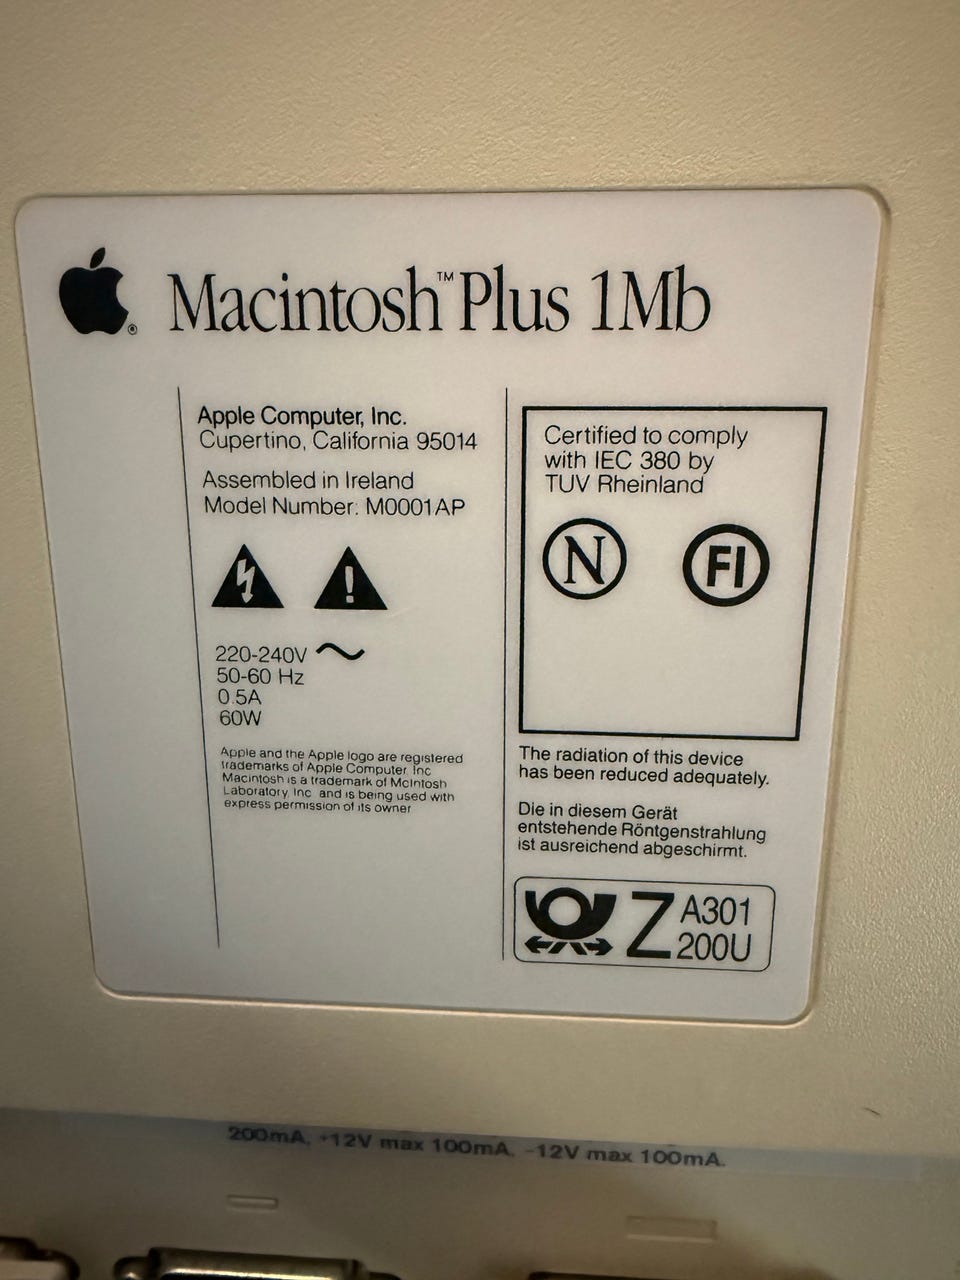 Macintosh™ Plus 1Mb
®
Apple Computer, Inc.
Cupertino, California 95014
Assembled in Ireland
Model Number: M0001AP
220-240V ~
50-60 Hz
0.5A
60W
Apple and the Apple logo are registered
trademarks of Apple Computer, Inc
Macintosh is a trademark of McIntosh
Laboratory, Inc and is being used with
express permission of its owner
Certified to comply
with IEC 380 by
TUV Rheinland
N
FI
The radiation of this device
has been reduced adequately.
Die in diesem Gerät
entstehende Röntgenstrahlung
ist ausreichend abgeschirmt.
Z A301
200U
200mA, +12V max 100mA, -12V max 100mA.